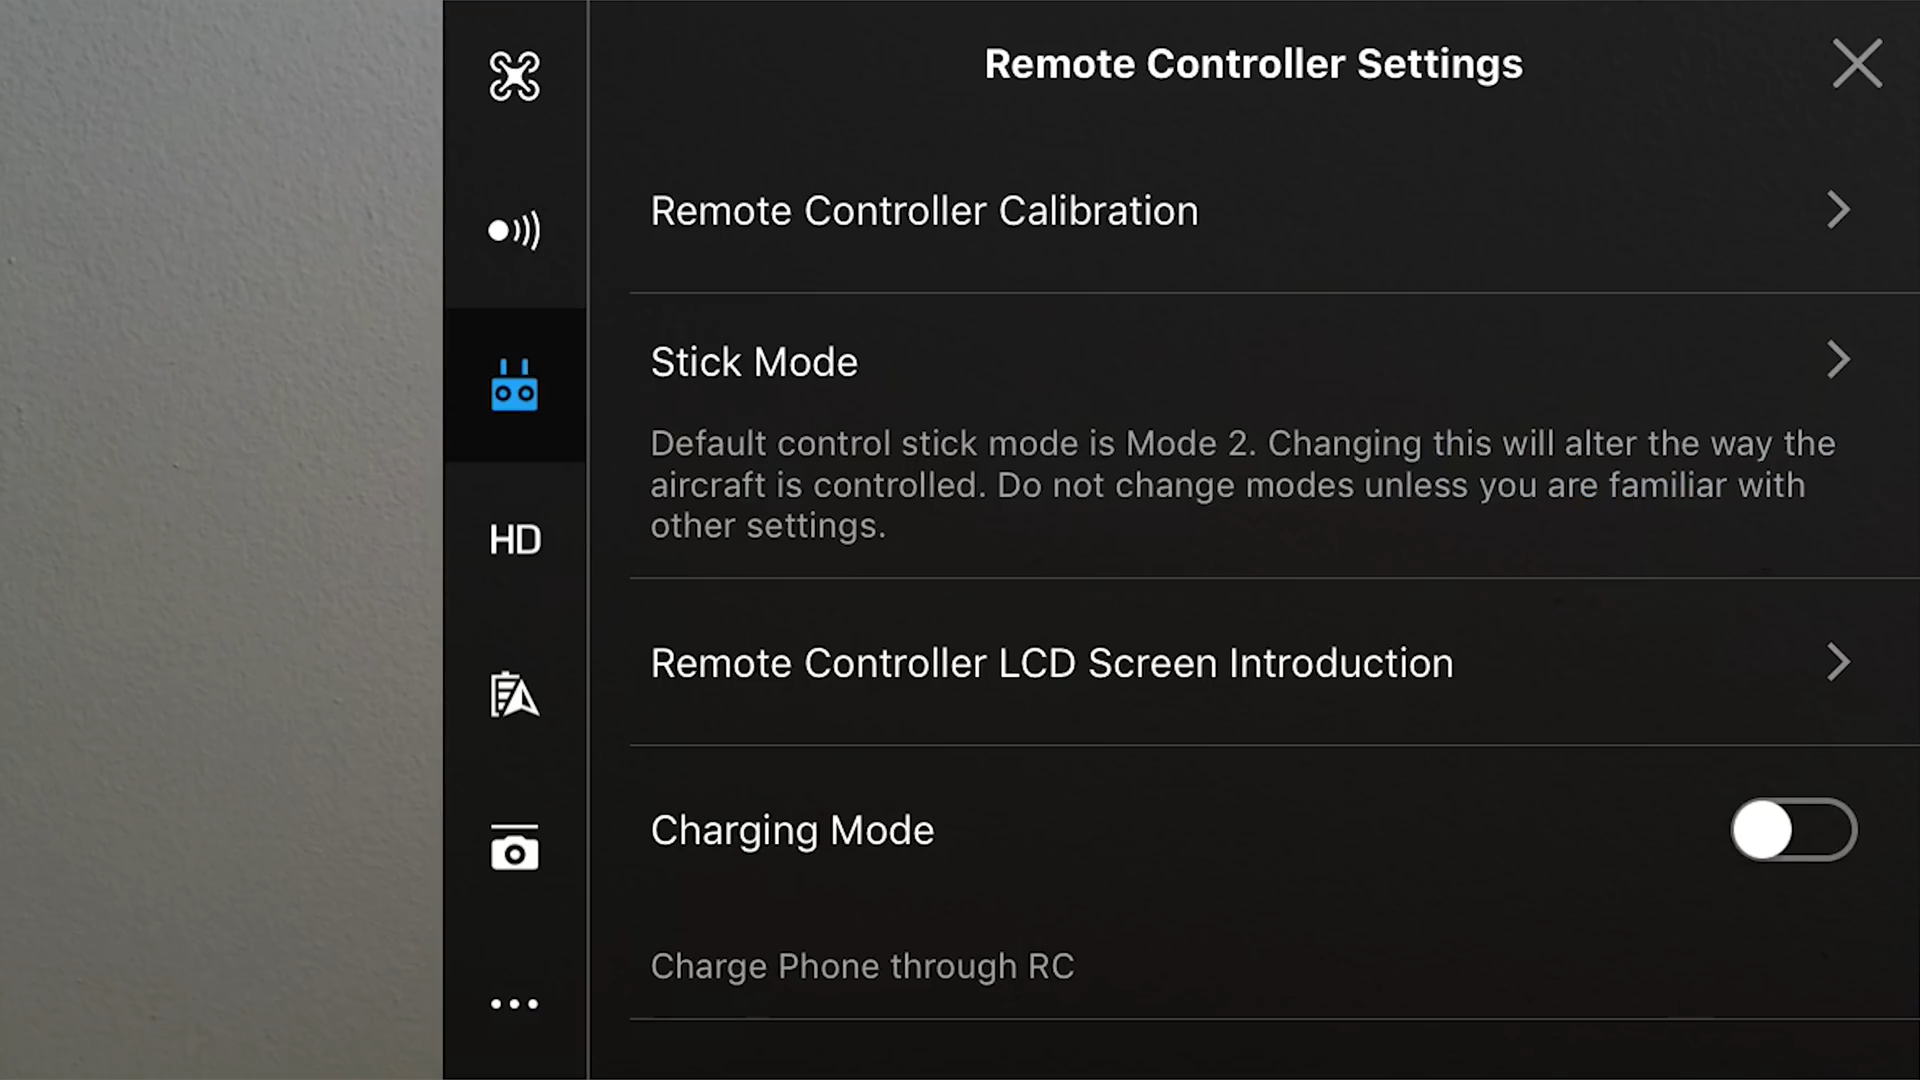 Remote Controller Settings
Remote Controller Calibration
Stick Mode
Default control stick mode is Mode 2. Changing this will alter the way the
aircraft is controlled. Do not change modes unless you are familiar with
other settings.
HD
Remote Controller LCD Screen Introduction
Charging Mode
Charge Phone through RC